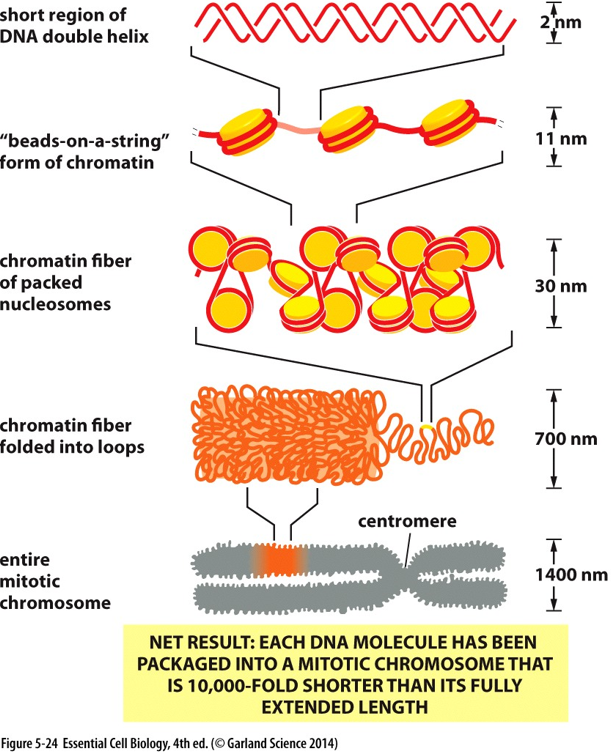 short region of
DNA double helix
2 nm
"beads-on-a-string"
form of chromatin
11 nm
chromatin fiber
of packed
nucleosomes
30 nm
chromatin fiber
folded into loops
700 nm
centromere
entire
mitotic
chromosome
1400 nm
NET RESULT: EACH DNA MOLECULE HAS BEEN
PACKAGED INTO A MITOTIC CHROMOSOME THAT
IS 10,000-FOLD SHORTER THAN ITS FULLY
EXTENDED LENGTH
Figure 5-24 Essential Cell Biology, 4th ed. (© Garland Science 2014)